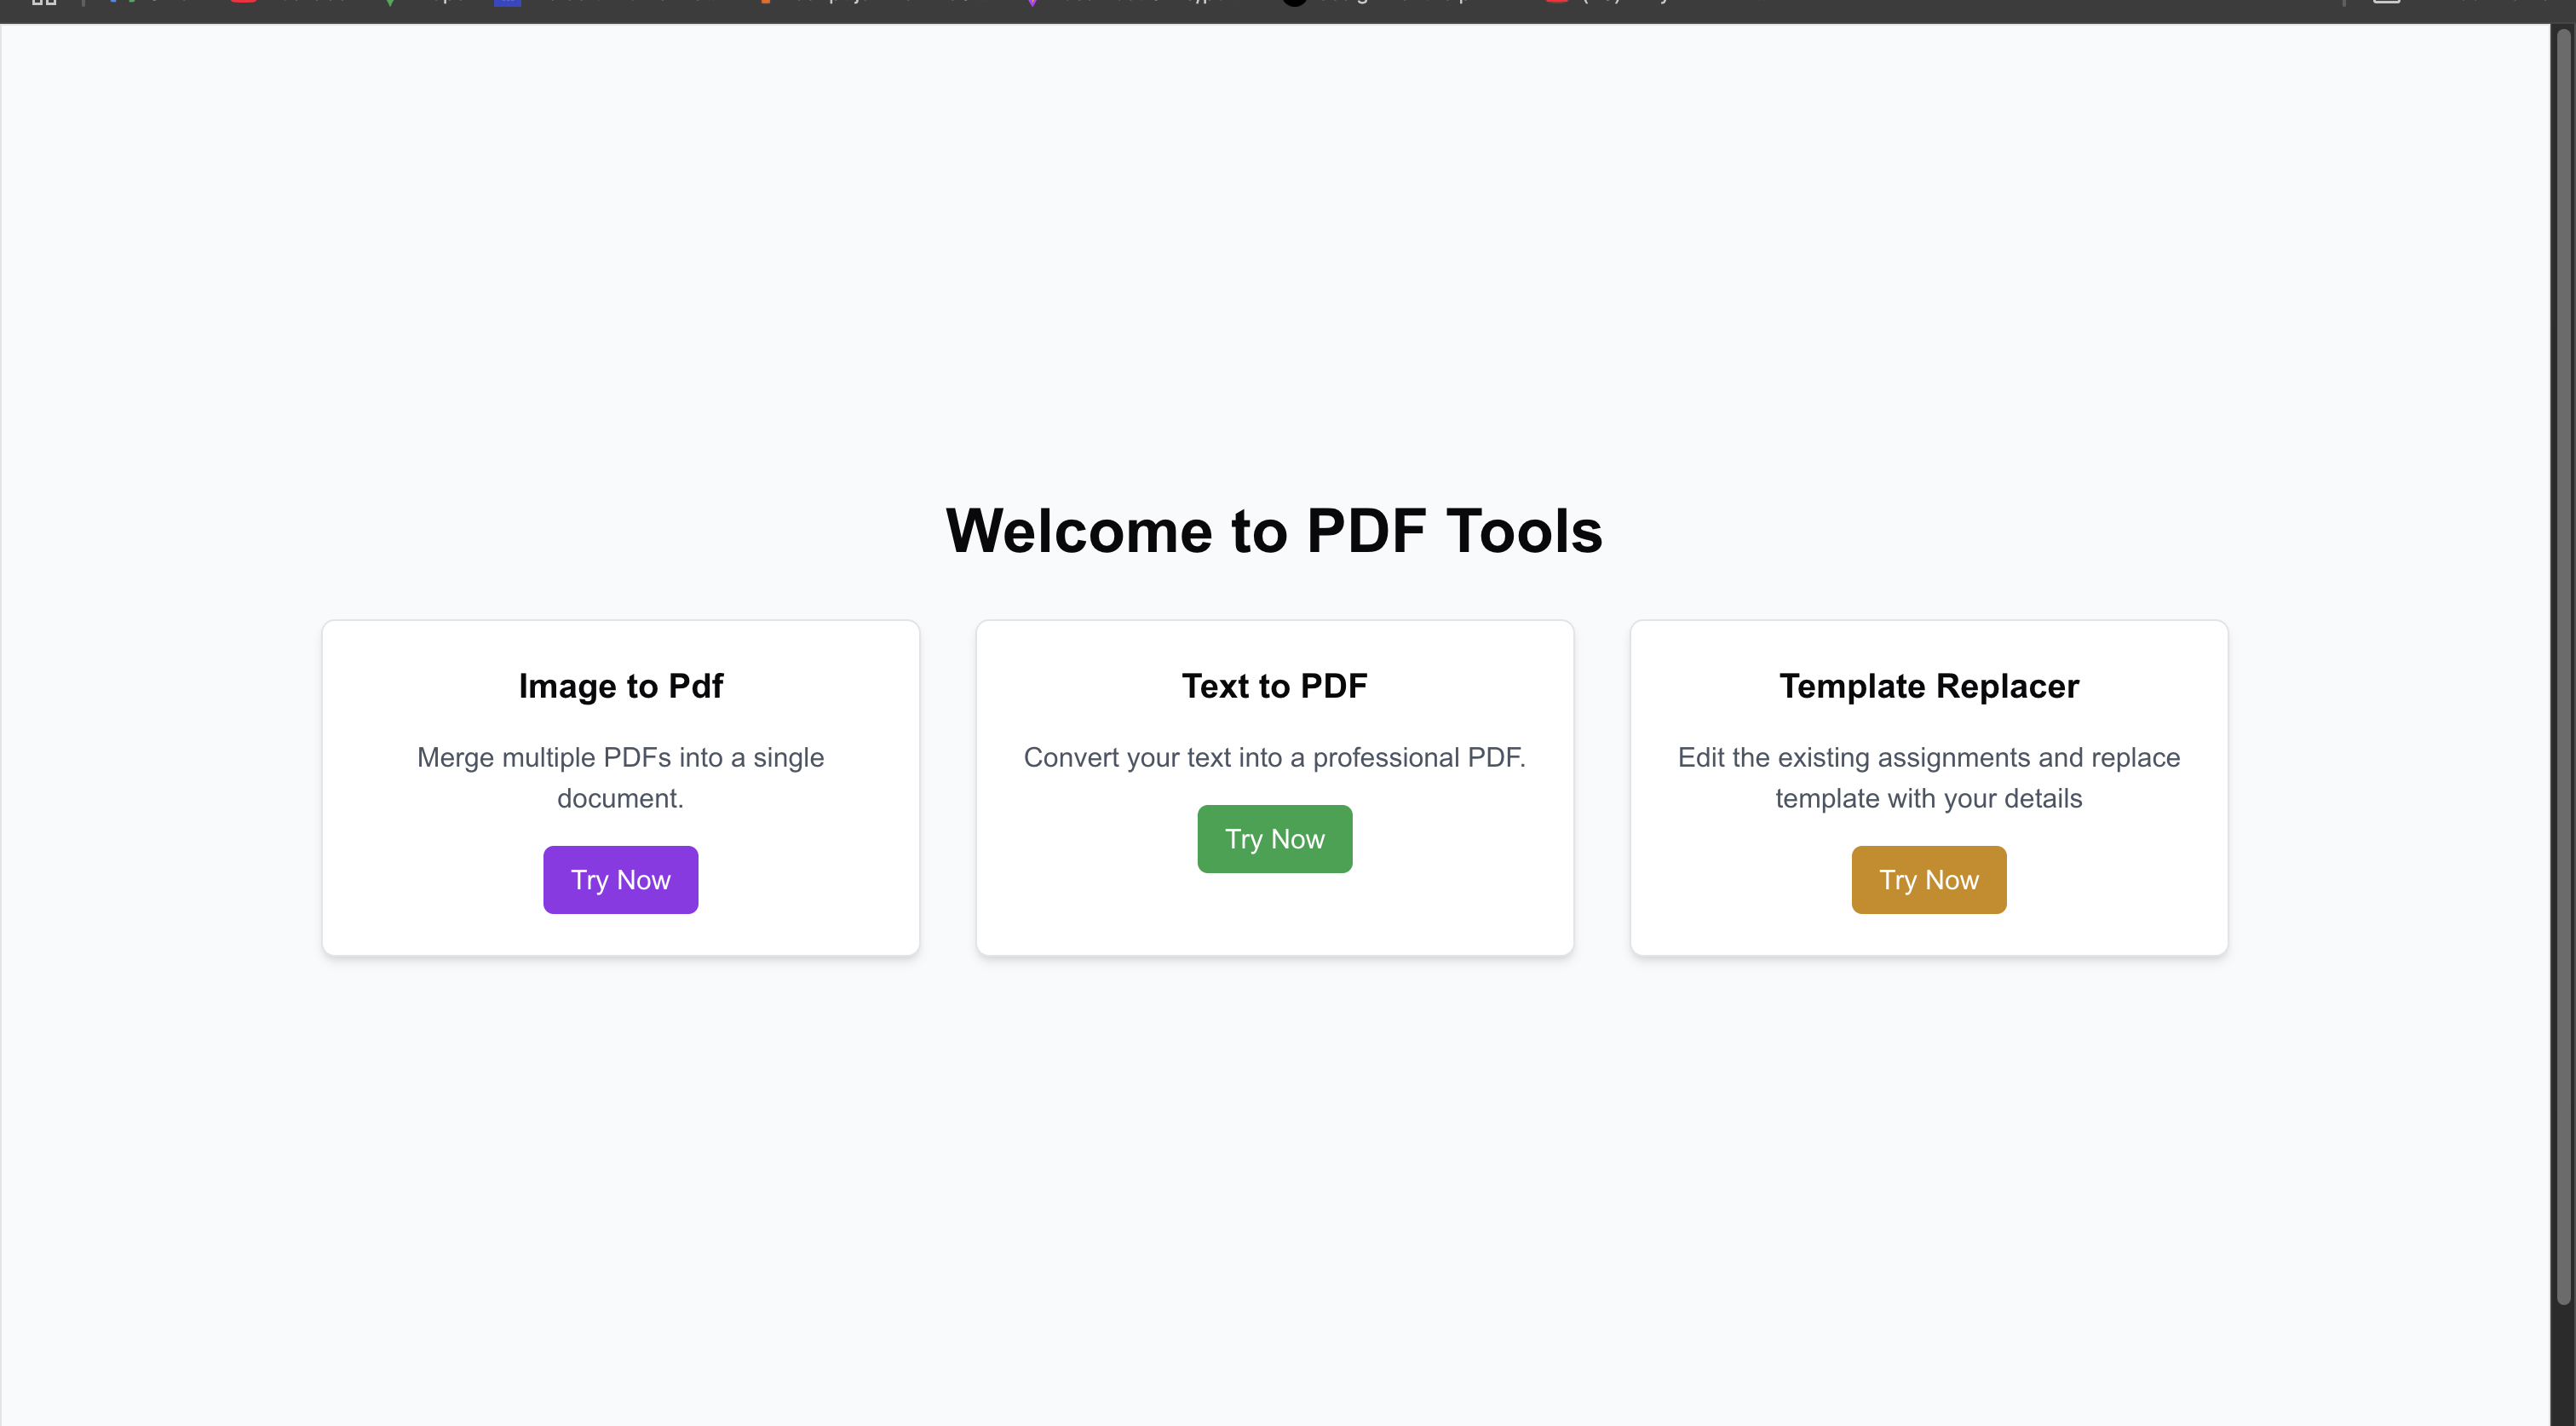 Welcome to PDF Tools
Image to Pdf
Merge multiple PDFs into a single
document.
Try Now
Text to PDF
Convert your text into a professional PDF.
Try Now
Template Replacer
Edit the existing assignments and replace
template with your details
Try Now